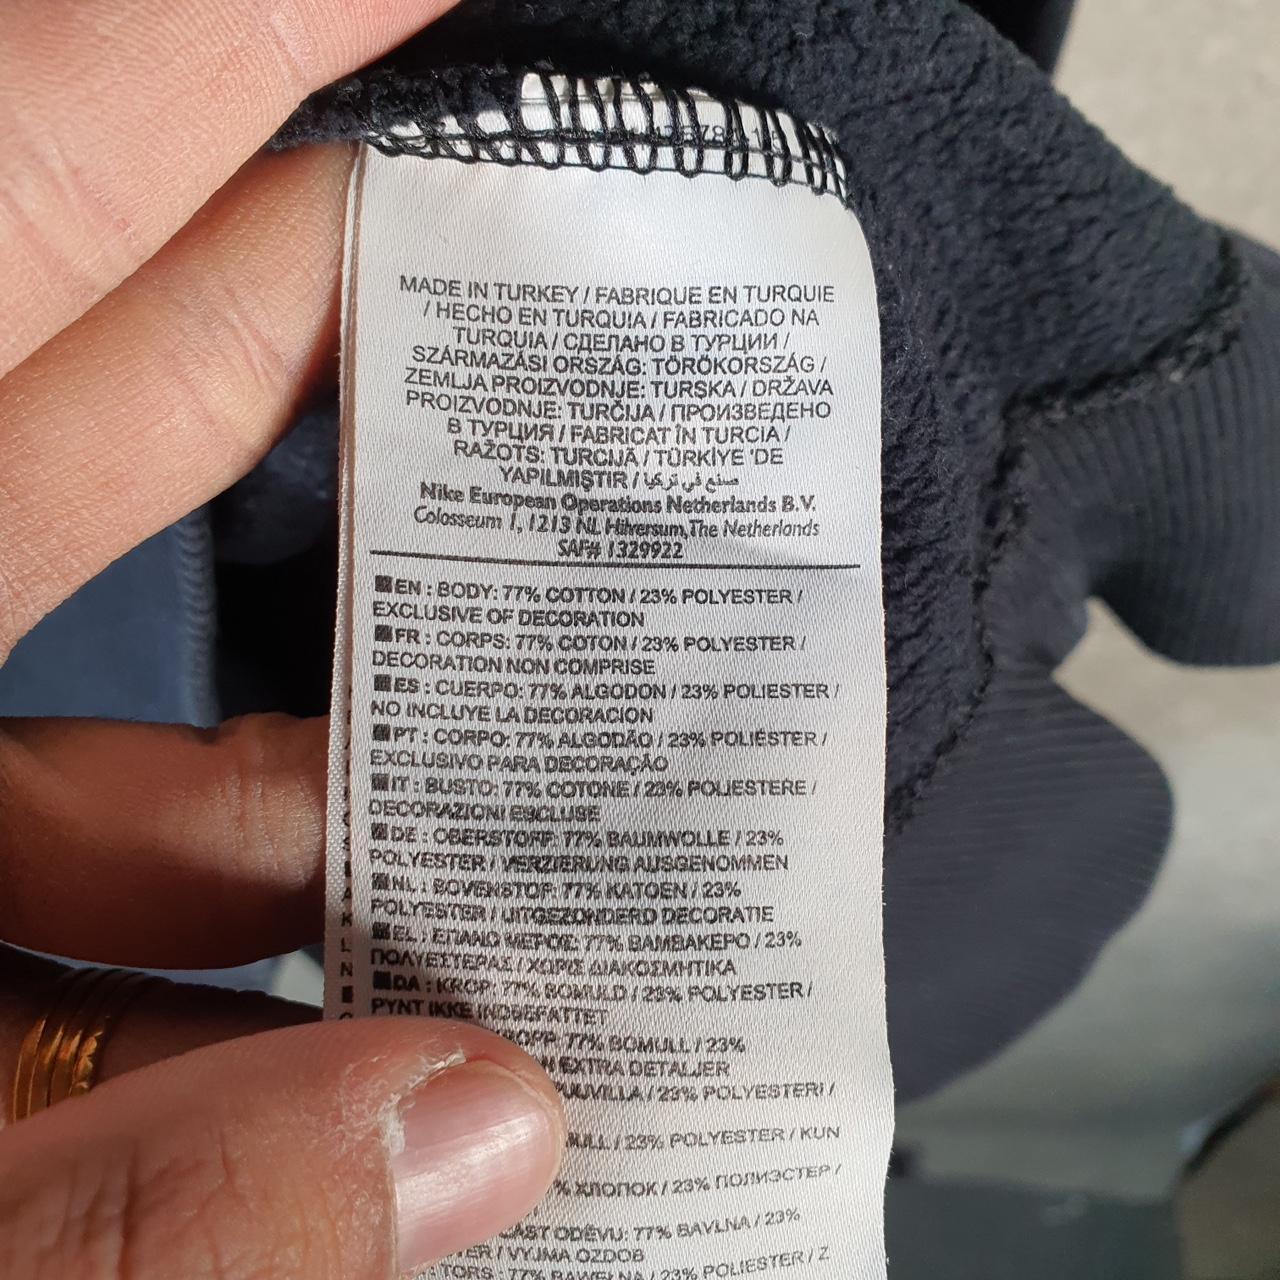 MADE IN TURKEY / FABRIQUE EN TURQUIE
/ HECHO EN TURQUIA / FABRICADO NA
TURQUIA / СДЕЛАНО В ТУРЦИИ /
SZÁRMAZÁSI ORSZÁG: TÖRÖKORSZÁG /
ZEMLJA PROIZVODNJE: TURSKA / DRŽAVA
PROIZVODNJE: TURČIJA / ПРОИЗВЕДЕНО
В ТУРЦИЯ / FABRICAT ÎN TURCIA /
RAŽOTS: TURCIJĀ / TÜRKİYE 'DE
YAPILMIŞTIR / صنع في تركيا
Nike European Operations Netherlands B.V.
Colosseum 1, 1213 NL Hilversum, The Netherlands
SAF# 1329922
EN : BODY: 77% COTTON / 23% POLYESTER /
EXCLUSIVE OF DECORATION
FR : CORPS: 77% COTON / 23% POLYESTER /
DECORATION NON COMPRISE
ES : CUERPO: 77% ALGODON / 23% POLIESTER /
NO INCLUYE LA DECORACION
PT : CORPO: 77% ALGODÃO / 23% POLIÉSTER /
EXCLUSIVO PARA DECORAÇÃO
IT : BUSTO: 77% COTONE / 23% POLIESTERE /
DECORAZIONI ESCLUSE
DE : OBERSTOFF: 77% BAUMWOLLE / 23%
POLYESTER / VERZIERUNG AUSGENOMMEN
NL : BOVENSTOF: 77% KATOEN / 23%
POLYESTER / UITGEZONDERD DECORATIE
EL : ΕΠΑΝΩ ΜΕΡΟΣ: 77% ΒΑΜΒΑΚΕΡΟ / 23%
ΠΟΛΥΕΣΤΕΡΑΣ / ΧΩΡΙΣ ΔΙΑΚΟΣΜΗΤΙΚΑ
DA : KROP: 77% BOMULD / 23% POLYESTER /
PYNT IKKE INDBEFATTET
77% BOMULL / 23%
EXTRA DETALJER
/ 23% POLYESTERI /
/ 23% POLYESTER / KUN
% ХЛОПОК / 23% ПОЛИЭСТЕР /
ODĚVU: 77% BAVLNA / 23%
/ VYJMA OZDOB
77% BAWEŁNA / 23% POLIESTER / Z